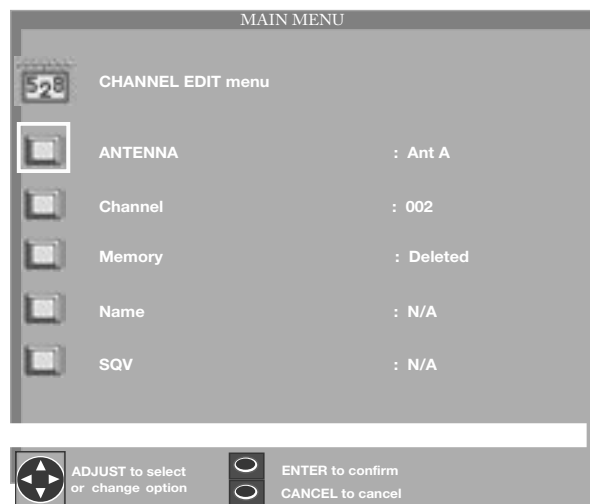 MAIN MENU
528
CHANNEL EDIT menu
ANTENNA : Ant A
Channel : 002
Memory : Deleted
Name : N/A
SQV : N/A
ADJUST to select
or change option
ENTER to confirm
CANCEL to cancel